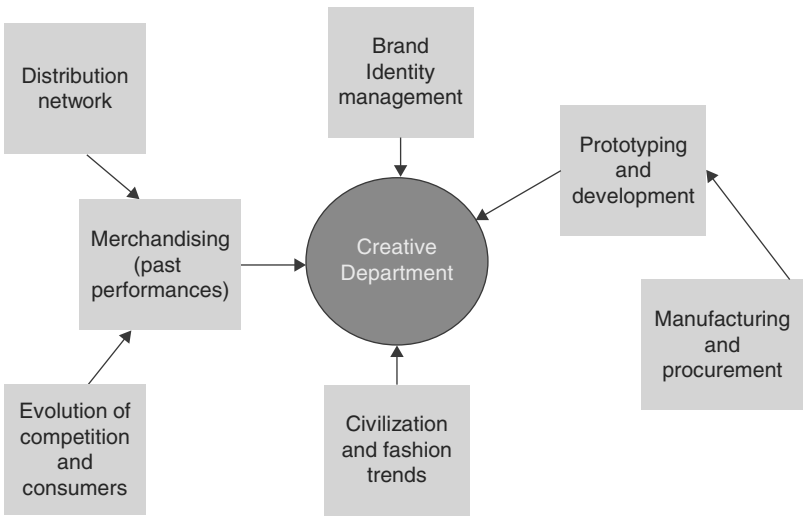 Distribution
network
Brand
Identity
management
Prototyping
and
development
Merchandising
(past
performances)
Creative
Department
Manufacturing
and
procurement
Evolution of
competition
and
consumers
Civilization
and fashion
trends